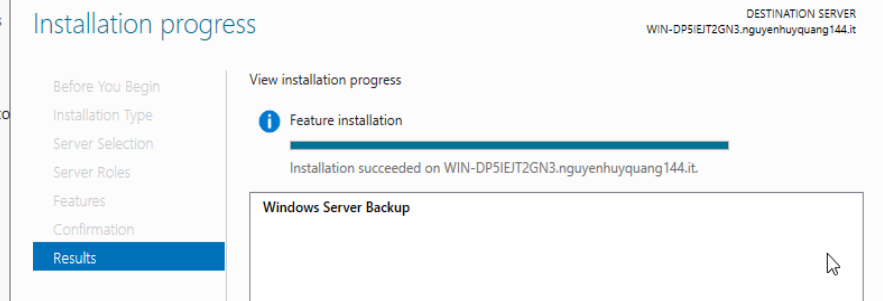 Installation progress
DESTINATION SERVER
WIN-DP5IEJT2GN3.nguyenhuyquang144.it
Before You Begin
Installation Type
Server Selection
Server Roles
Features
Confirmation
Results
View installation progress
Feature installation
Installation succeeded on WIN-DP5IEJT2GN3.nguyenhuyquang144.it.
Windows Server Backup